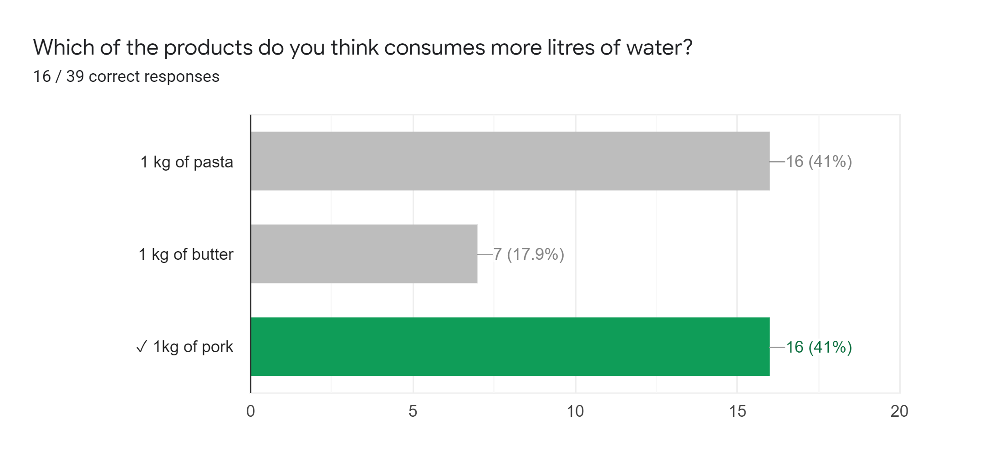 Which of the products do you think consumes more litres of water?
16 / 39 correct responses
1 kg of pasta
16 (41%)
1 kg of butter
7 (17.9%)
✓ 1kg of pork
16 (41%)
0 5 10 15 20